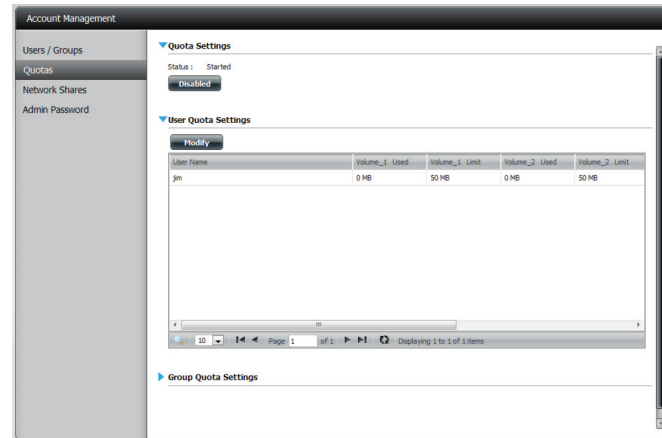 Account Management
Users / Groups
Quotas
Network Shares
Admin Password
Quota Settings
Status : Started
Disabled
User Quota Settings
Modify
User Name Volume_1 Used Volume_1 Limit Volume_2 Used Volume_2 Limit
jim 0 MB 50 MB 0 MB 50 MB
10 Page 1 of 1 Displaying 1 to 1 of 1 items
Group Quota Settings